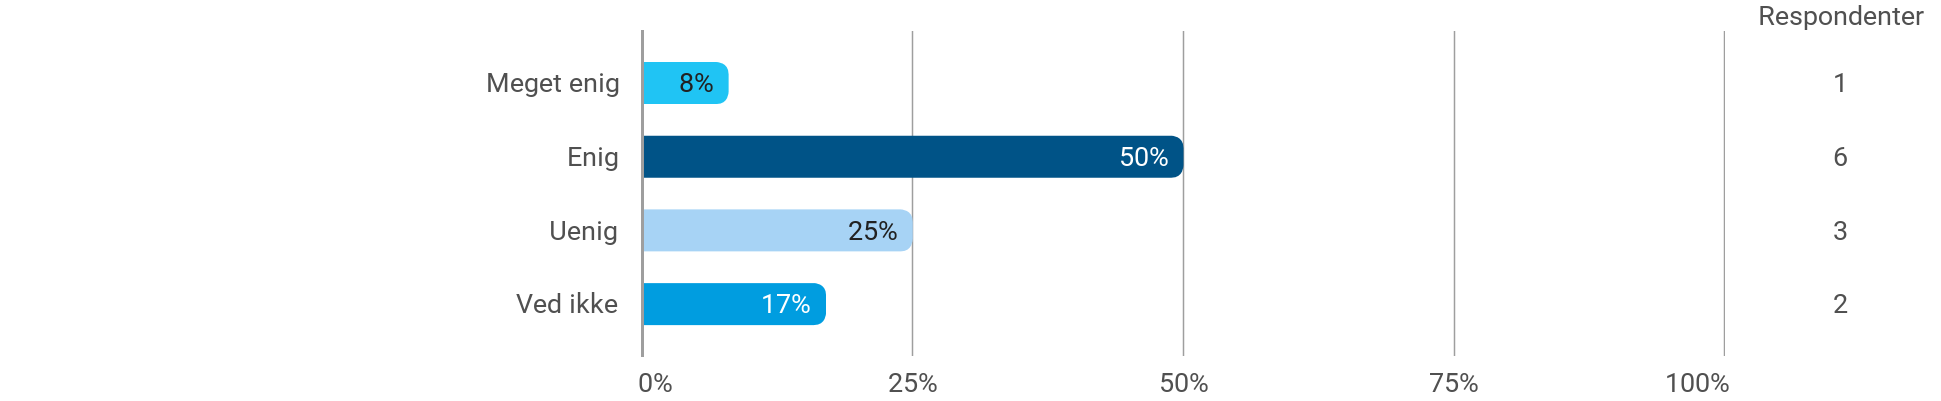 Respondenter
Meget enig 8% 1
Enig 50% 6
Uenig 25% 3
Ved ikke 17% 2
0% 25% 50% 75% 100%